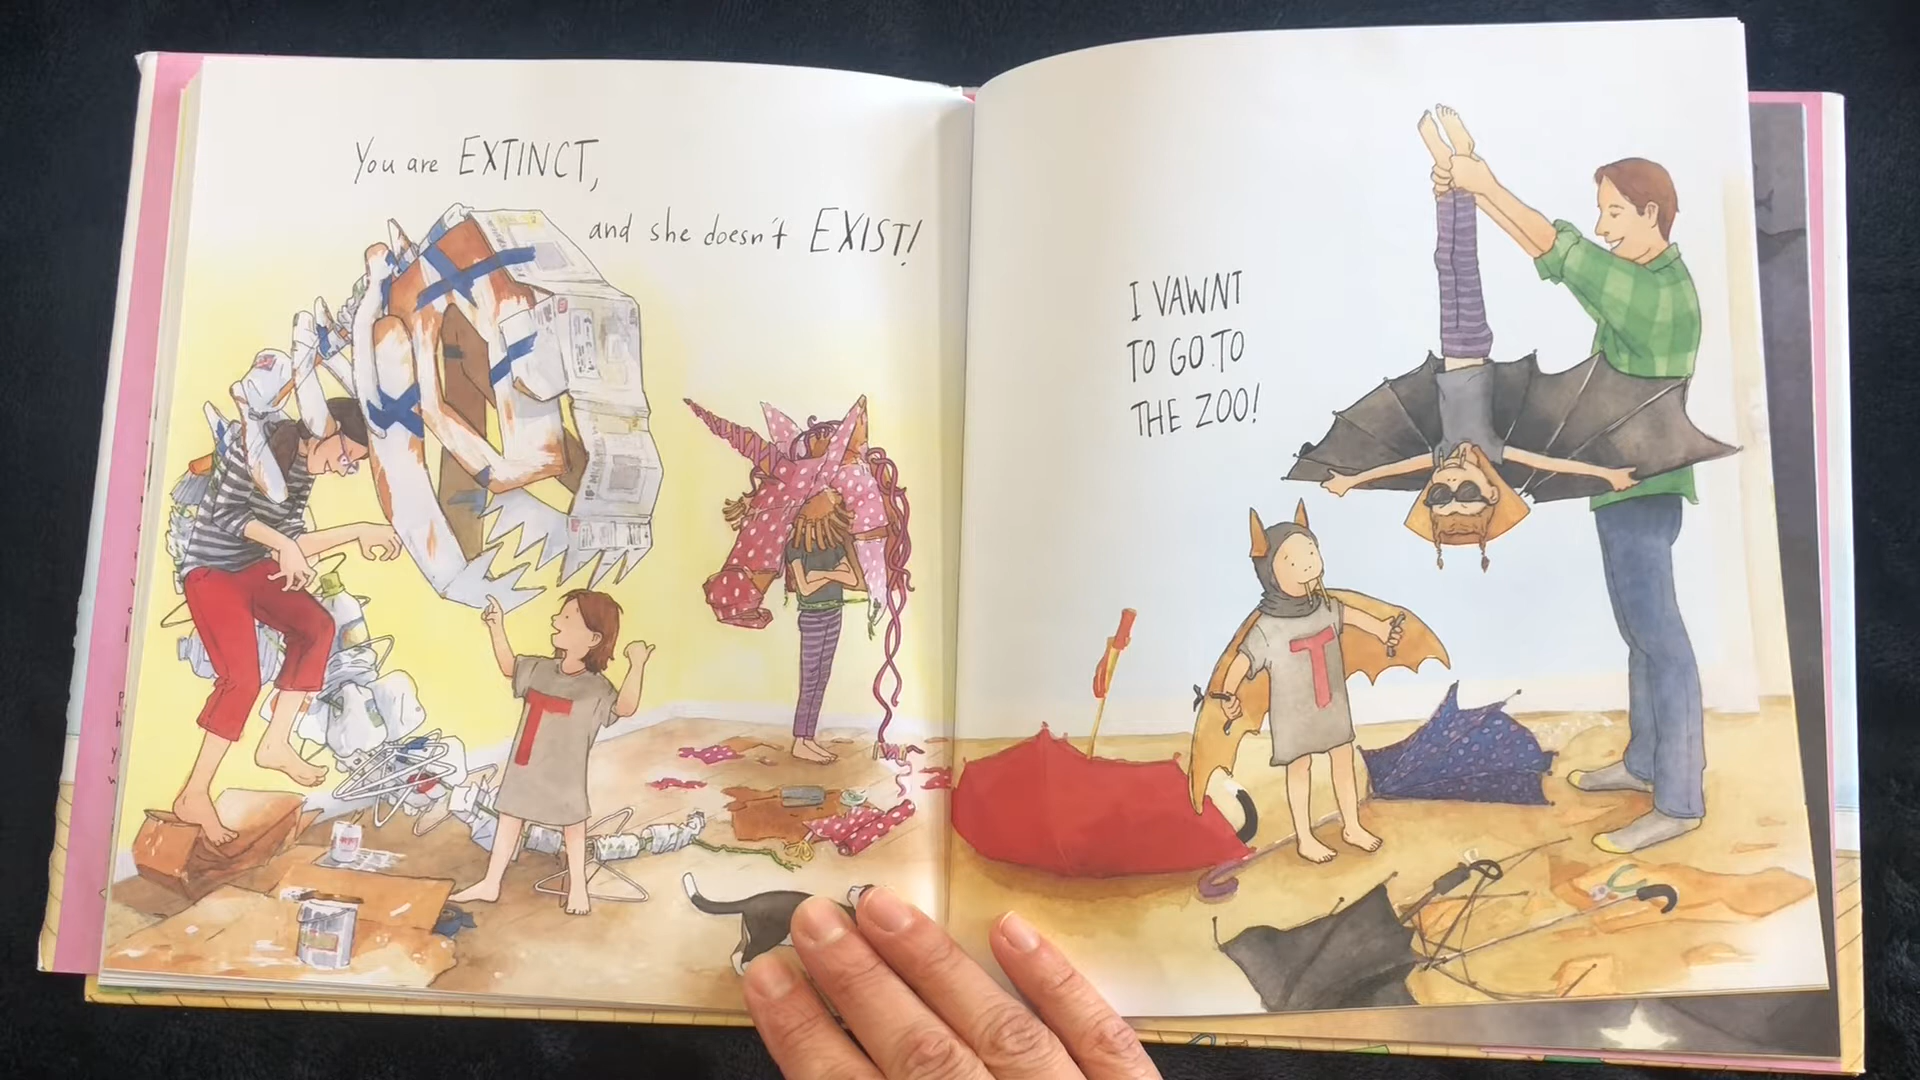 You are EXTINCT,
and she doesn't EXIST!
I VAWNT
TO GO TO
THE ZOO!
T
T